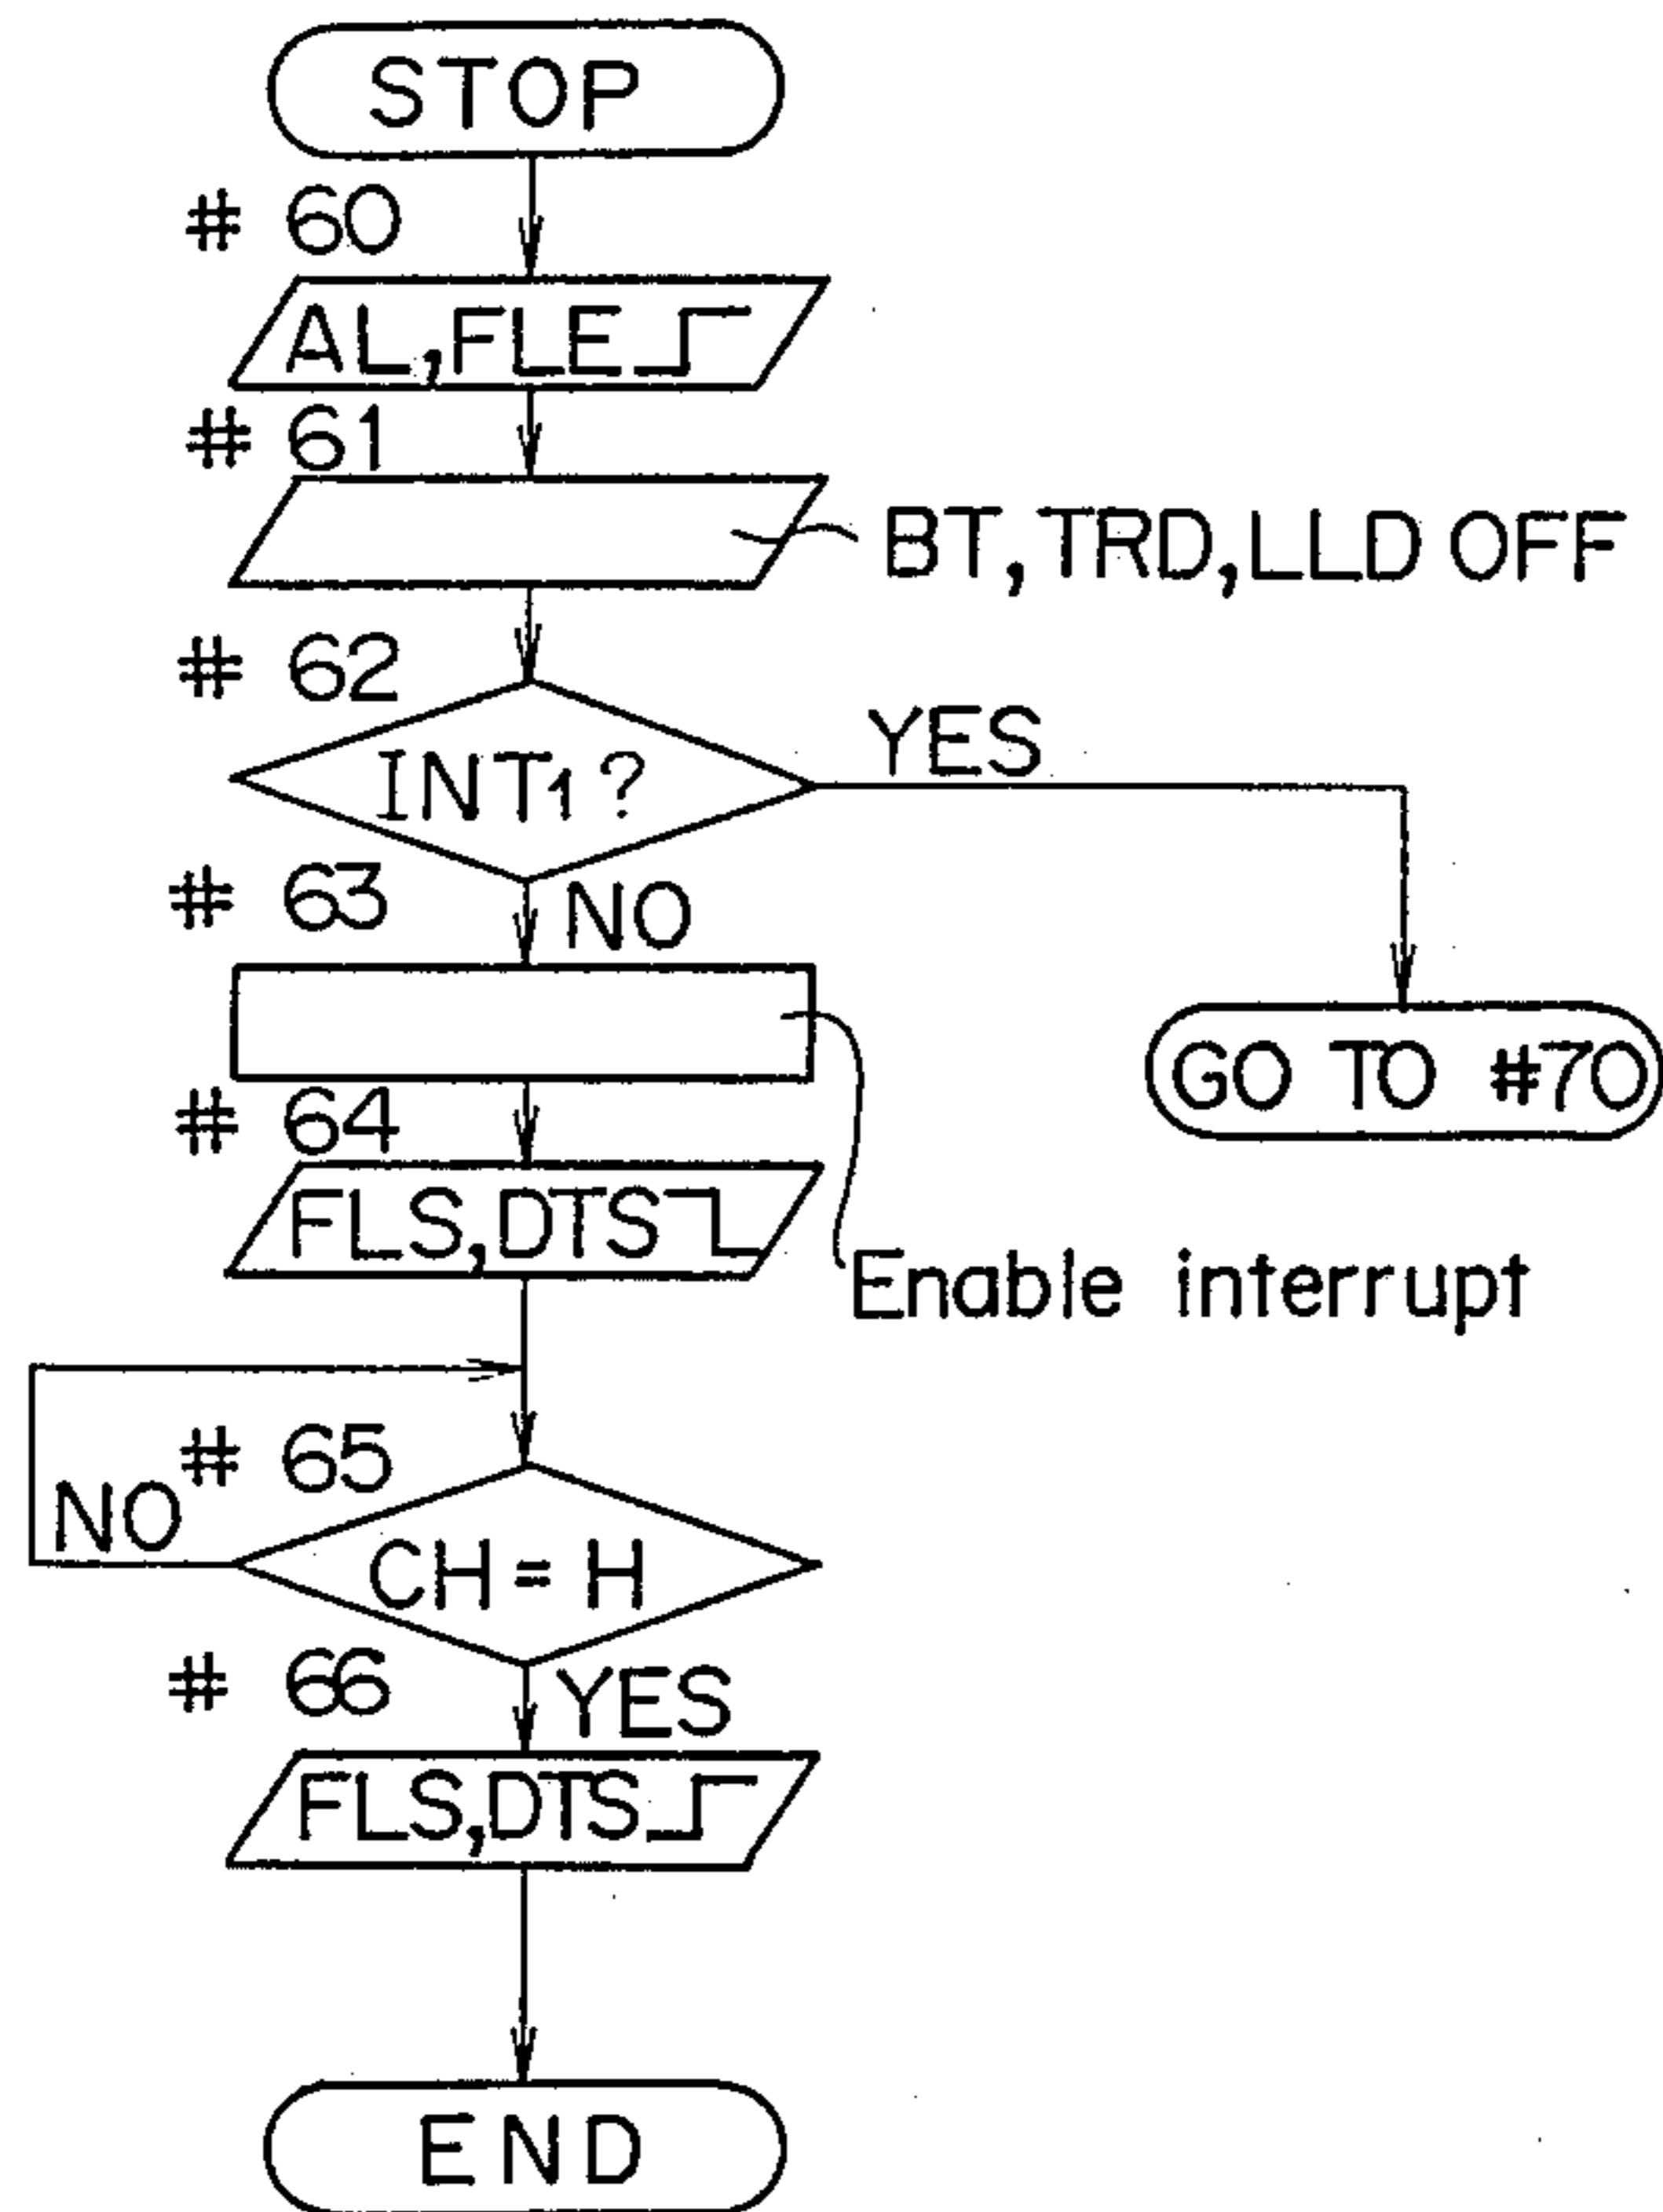 STOP
# 60
AL,FLE
# 61
BT,TRD,LLD OFF
# 62
INT1?
YES
# 63
NO
GO TO #70
# 64
FLS,DTS
Enable interrupt
# 65
NO
CH=H
# 66
YES
FLS,DTS
END